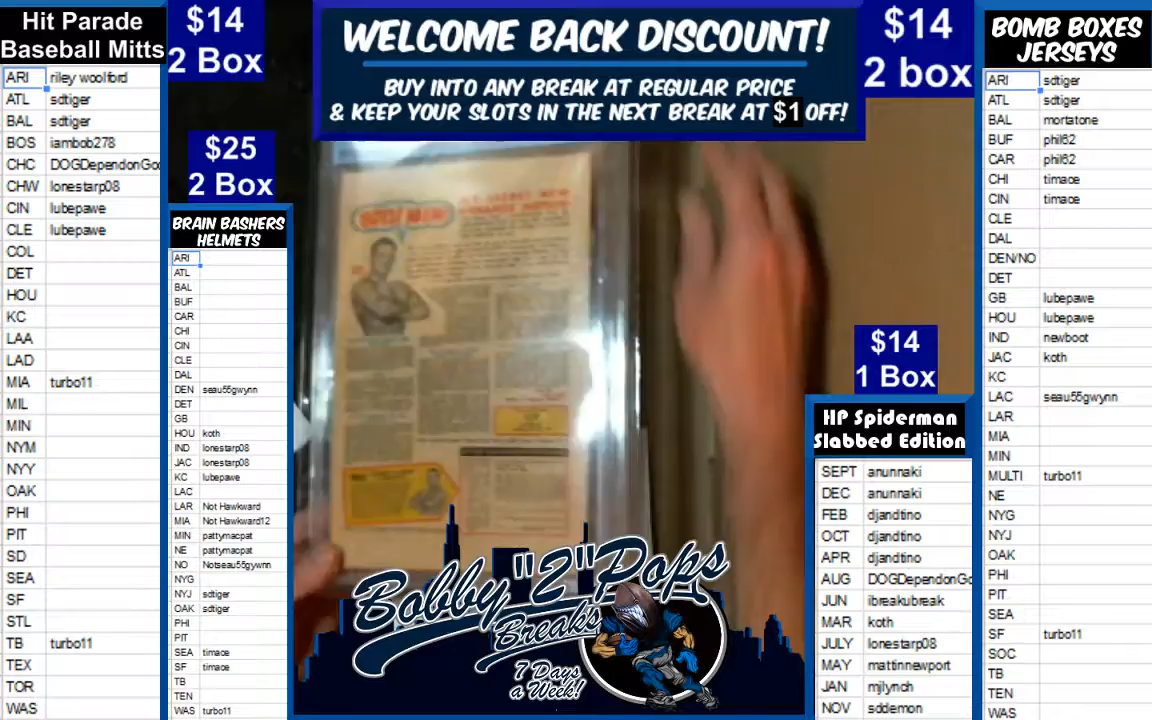 Hit Parade
Baseball Mitts
ARI riley woolford
ATL sdtiger
BAL sdtiger
BOS iambob278
CHC DOGDependonGo
CHW lonestarp08
CIN lubepawe
CLE lubepawe
COL
DET
HOU
KC
LAA
LAD
MIA turbo11
MIL
MIN
NYM
NYY
OAK
PHI
PIT
SD
SEA
SF
STL
TB turbo11
TEX
TOR
WAS
$14
2 Box
$25
2 Box
BRAIN BASHERS
HELMETS
ARI
ATL
BAL
BUF
CAR
CHI
CIN
CLE
DAL
DEN seau55gwynn
DET
GB
HOU koth
IND lonestarp08
JAC lonestarp08
KC lubepawe
LAC
LAR Not Hawkward
MIA Not Hawkward12
MIN pattymacpat
NE pattymacpat
NO Notseau55gywnn
NYG
NYJ sdtiger
OAK sdtiger
PHI
PIT
SEA timace
SF timace
TB
TEN
WAS turbo11
WELCOME BACK DISCOUNT!
BUY INTO ANY BREAK AT REGULAR PRICE
& KEEP YOUR SLOTS IN THE NEXT BREAK AT $1 OFF!
Bobby "2" Pops
Breaks
7 Days
a Week!
$14
2 box
$14
1 Box
HP Spiderman
Slabbed Edition
SEPT anunnaki
DEC anunnaki
FEB djandtino
OCT djandtino
APR djandtino
AUG DOGDependonGo
JUN ibreakubreak
MAR koth
JULY lonestarp08
MAY mattinnewport
JAN mjlynch
NOV sddemon
BOMB BOXES
JERSEYS
ARI sdtiger
ATL sdtiger
BAL mortatone
BUF phil62
CAR phil62
CHI timace
CIN timace
CLE
DAL
DEN/NO
DET
GB lubepawe
HOU lubepawe
IND newboot
JAC koth
KC
LAC seau55gwynn
LAR
MIA
MIN
MULTI turbo11
NE
NYG
NYJ
OAK
PHI
PIT
SEA
SF turbo11
SOC
TB
TEN
WAS